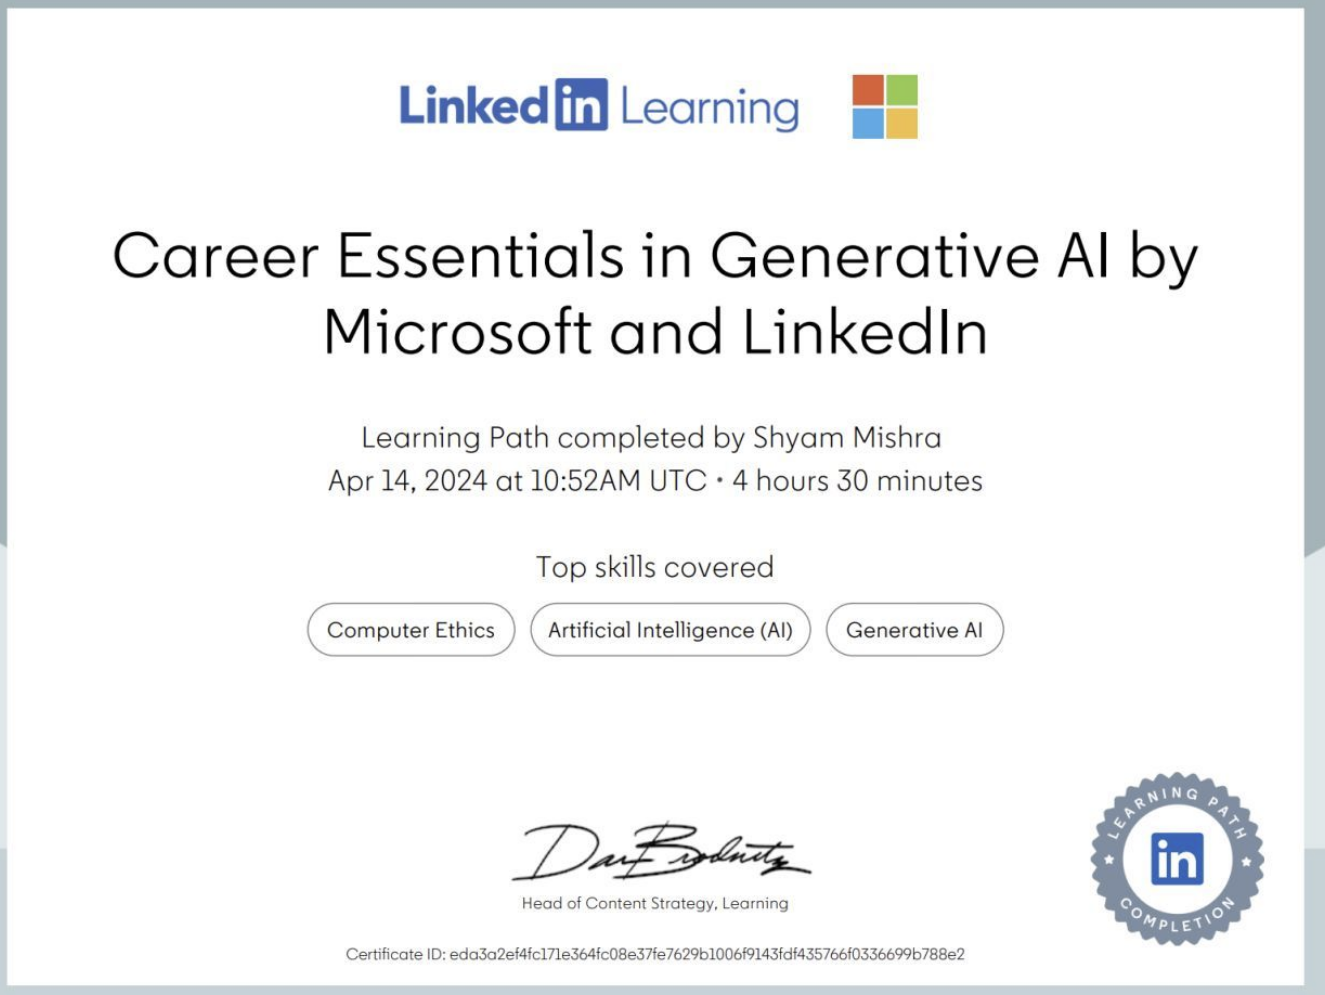 Linked in Learning
Career Essentials in Generative AI by
Microsoft and LinkedIn
Learning Path completed by Shyam Mishra
Apr 14, 2024 at 10:52AM UTC • 4 hours 30 minutes
Top skills covered
Computer Ethics
Artificial Intelligence (AI)
Generative AI
Dan Brodnitz
Head of Content Strategy, Learning
LEARNING PATH
in
COMPLETION
Certificate ID: eda3a2ef4fc171e364fc08e37fe7629b1006f9143fdf435766f0336699b788e2